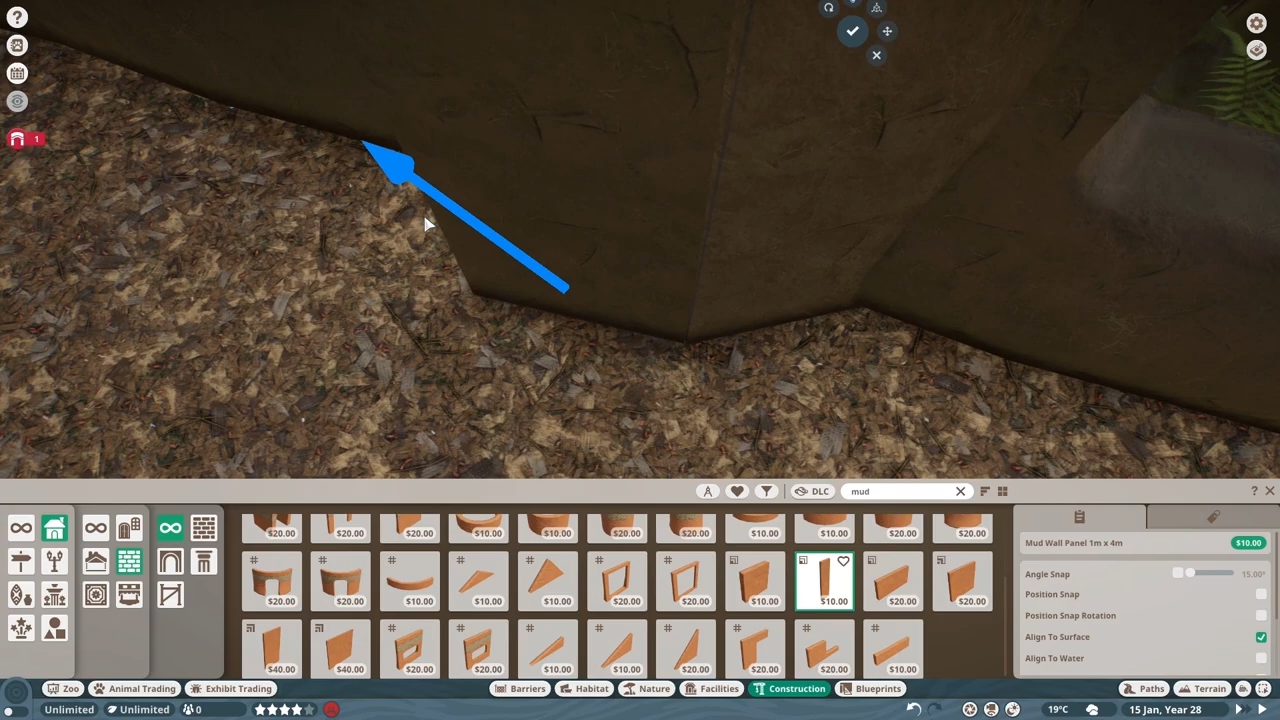 ?
1
DLC
mud
?
$20.00 $20.00 $20.00 $10.00 $10.00 $20.00 $20.00 $10.00 $10.00 $20.00 $20.00
Mud Wall Panel 1m x 4m $10.00
Angle Snap 15.00°
Position Snap
Position Snap Rotation
Align To Surface
Align To Water
$20.00 $20.00 $10.00 $10.00 $10.00 $20.00 $20.00 $10.00 $10.00 $20.00 $20.00
$40.00 $40.00 $20.00 $20.00 $10.00 $20.00 $20.00 $20.00 $20.00 $10.00
Zoo Animal Trading Exhibit Trading Barriers Habitat Nature Facilities Construction Blueprints Paths Terrain
Unlimited Unlimited 0 19°C 15 Jan, Year 28